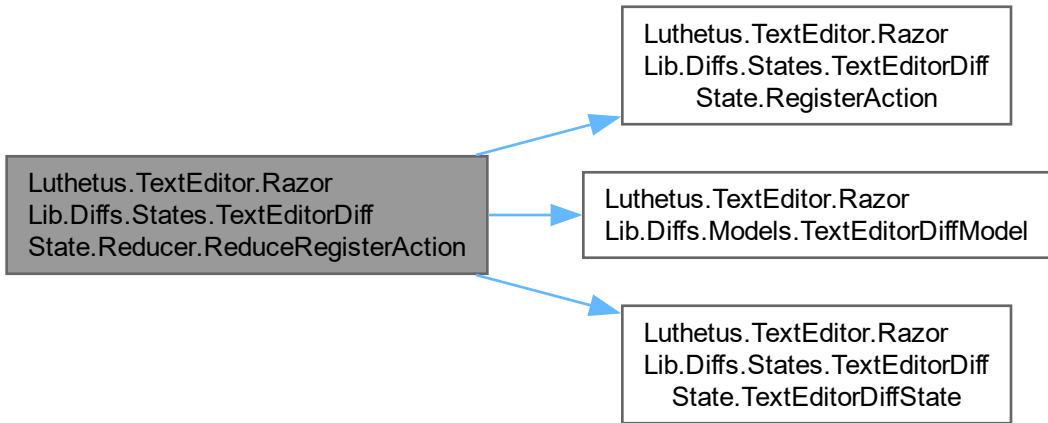 Luthetus.TextEditor.Razor
Lib.Diffs.States.TextEditorDiff
State.Reducer.ReduceRegisterAction
Luthetus.TextEditor.Razor
Lib.Diffs.States.TextEditorDiff
State.RegisterAction
Luthetus.TextEditor.Razor
Lib.Diffs.Models.TextEditorDiffModel
Luthetus.TextEditor.Razor
Lib.Diffs.States.TextEditorDiff
State.TextEditorDiffState